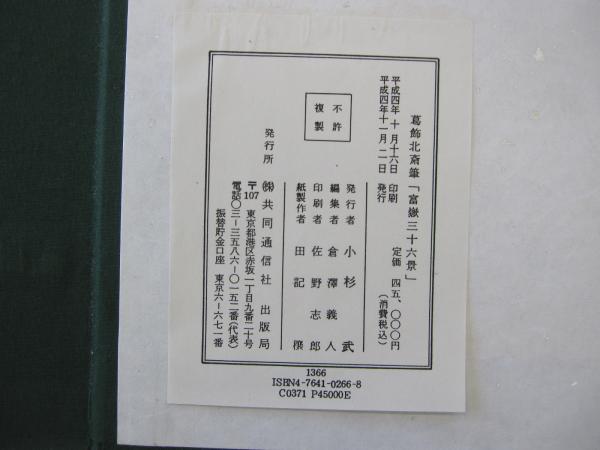 葛飾北斎筆「富嶽三十六景」
定価 四五、〇〇〇円
(消費税込)
平成四年 十 月十六日 印刷
平成四年十一月 二日 発行
不許
複製
発行者 小杉 武
編集者 倉澤義人
印刷者 佐野志郎
紙製作者 田記 穣
発行所
㈱共同通信社 出版局
〒107 東京都港区赤坂一丁目九番二十号
電話〇三―三五八六―〇一五二番(代表)
振替貯金口座 東京六―六七一番
1366
ISBN4-7641-0266-8
C0371 P45000E